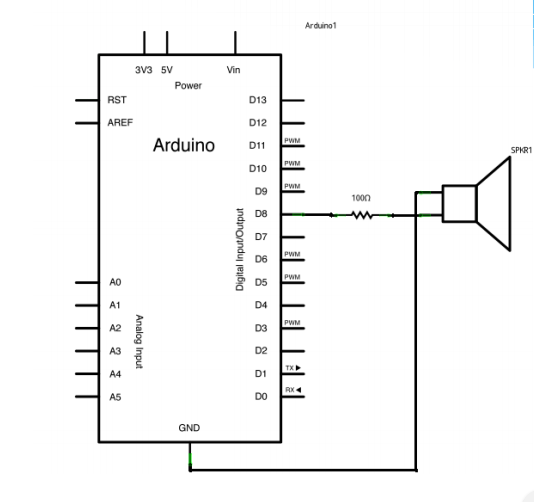 Arduino1
3V3 5V Vin
Power
RST
AREF
Arduino
D13
D12
D11 PWM
D10 PWM
D9 PWM
D8
D7
D6 PWM
D5 PWM
D4
D3 PWM
D2
D1 TX ▶
D0 RX ◀
Digital Input/Output
A0
A1
A2
A3
A4
A5
Analog Input
GND
100Ω
SPKR1